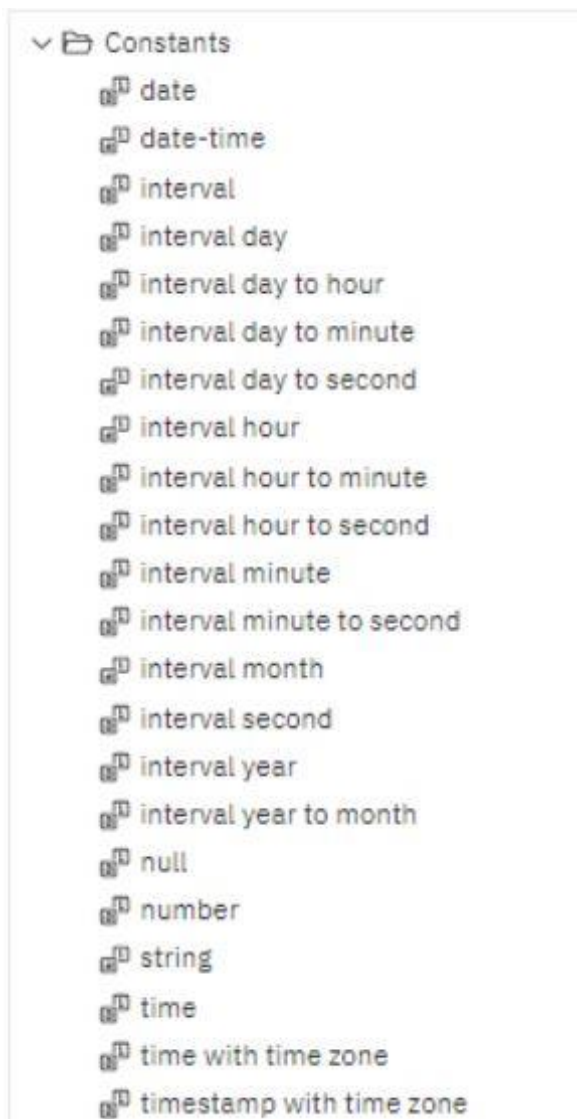 Constants
date
date-time
interval
interval day
interval day to hour
interval day to minute
interval day to second
interval hour
interval hour to minute
interval hour to second
interval minute
interval minute to second
interval month
interval second
interval year
interval year to month
null
number
string
time
time with time zone
timestamp with time zone